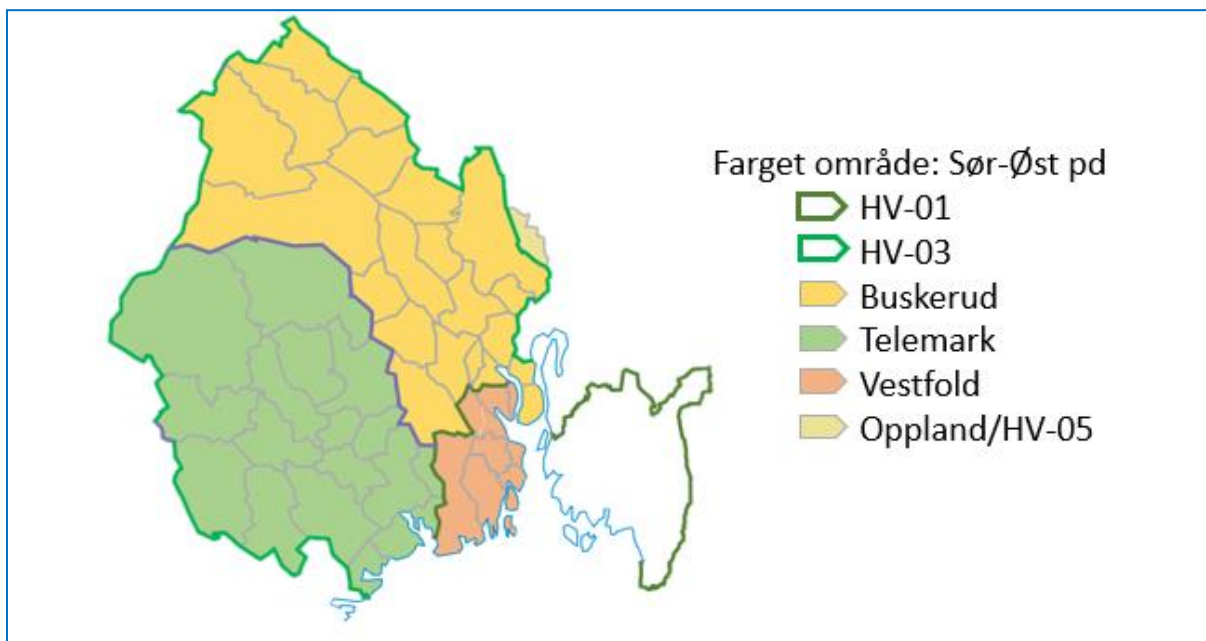 Farget område: Sør-Øst pd
HV-01
HV-03
Buskerud
Telemark
Vestfold
Oppland/HV-05